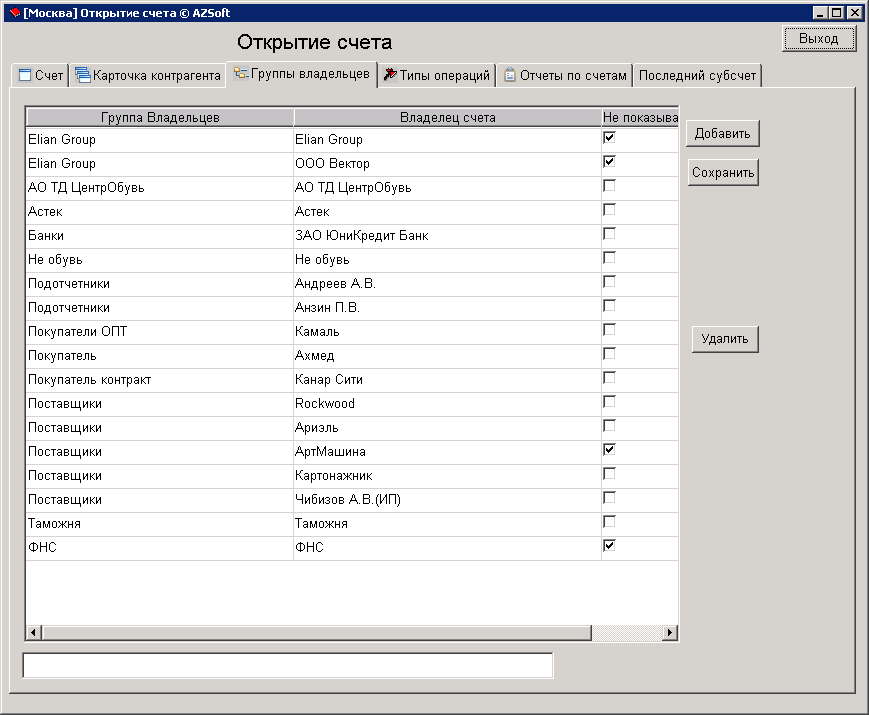 [Москва] Открытие счета © AZSoft
Открытие счета
Выход
Счет Карточка контрагента Группы владельцев Типы операций Отчеты по счетам Последний субсчет
Группа Владельцев Владелец счета Не показыва
Elian Group Elian Group
Elian Group ООО Вектор
АО ТД ЦентрОбувь АО ТД ЦентрОбувь
Астек Астек
Банки ЗАО ЮниКредит Банк
Не обувь Не обувь
Подотчетники Андреев А.В.
Подотчетники Анзин П.В.
Покупатели ОПТ Камаль
Покупатель Ахмед
Покупатель контракт Канар Сити
Поставщики Rockwood
Поставщики Ариэль
Поставщики АртМашина
Поставщики Картонажник
Поставщики Чибизов А.В.(ИП)
Таможня Таможня
ФНС ФНС
Добавить
Сохранить
Удалить